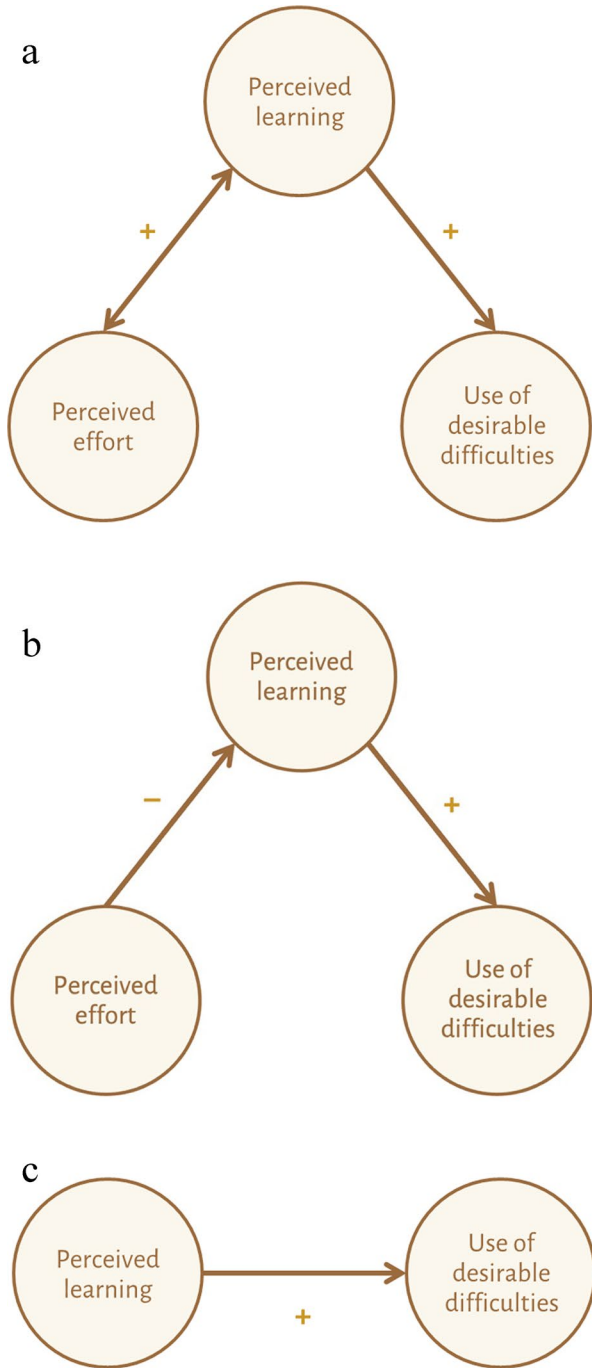 a
Perceived
learning
+
+
Perceived
effort
Use of
desirable
difficulties
b
Perceived
learning
–
+
Perceived
effort
Use of
desirable
difficulties
c
Perceived
learning
+
Use of
desirable
difficulties